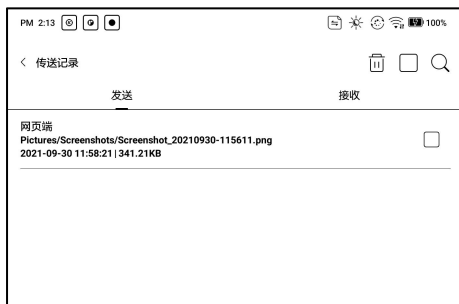 PM 2:13 100%
传送记录
发送 接收
网页端
Pictures/Screenshots/Screenshot_20210930-115611.png
2021-09-30 11:58:21 | 341.21KB